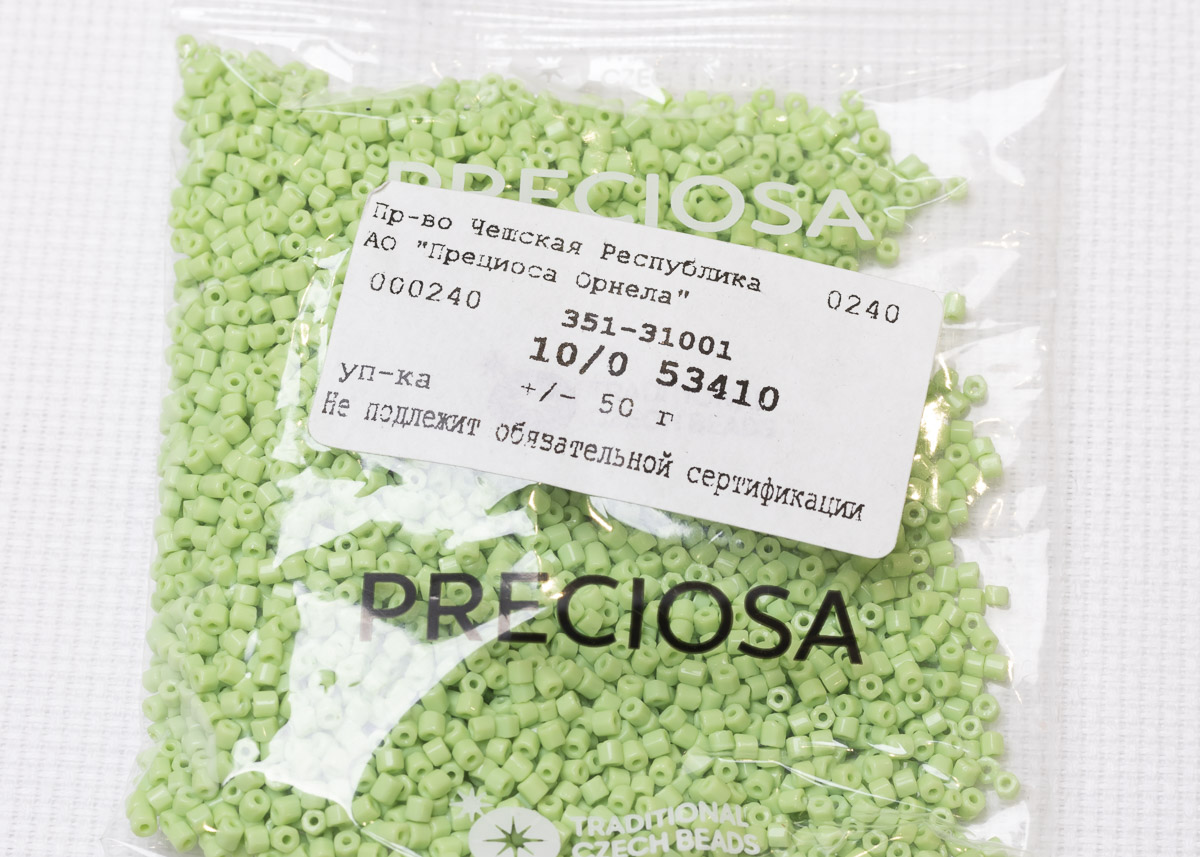 PRECIOSA
Пр-во Чешская Республика
АО "Прециоса Орнела"
000240
0240
351-31001
10/0 53410
уп-ка
+/- 50 г
Не подлежит обязательной сертификации
PRECIOSA
TRADITIONAL
CZECH BEADS